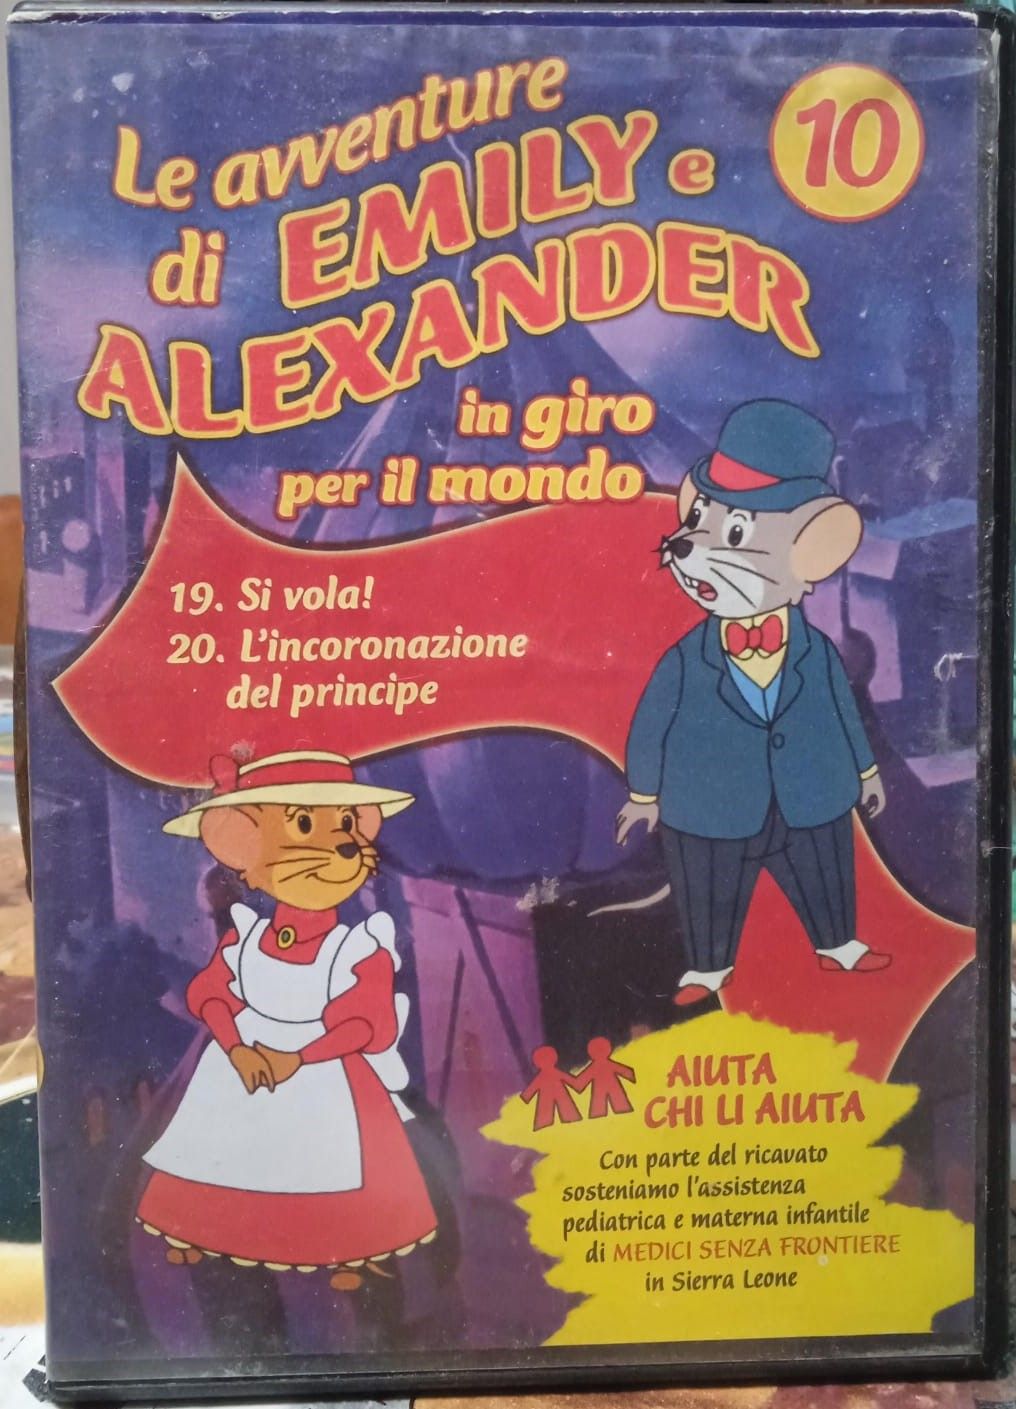 Le avventure
di EMILY e
ALEXANDER
in giro
per il mondo
10
19. Si vola!
20. L'incoronazione
del principe
AIUTA
CHI LI AIUTA
Con parte del ricavato
sosteniamo l'assistenza
pediatrica e materna infantile
di MEDICI SENZA FRONTIERE
in Sierra Leone